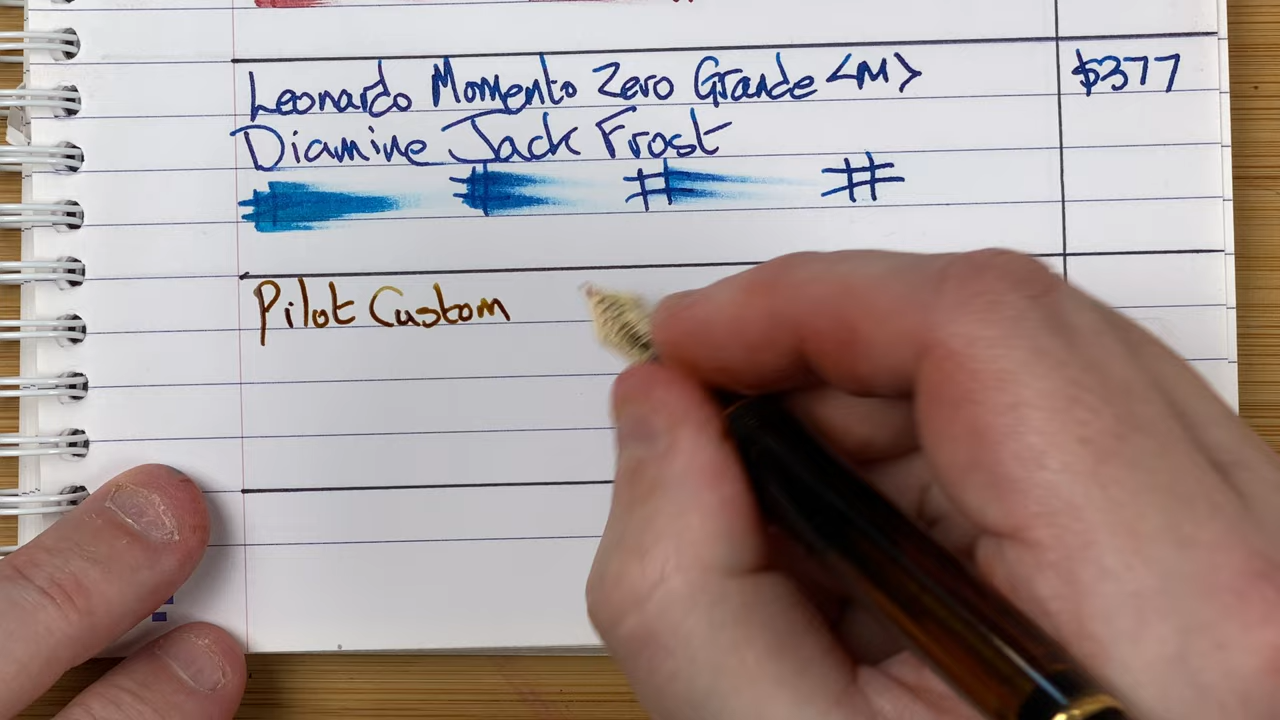 Leonardo Momento Zero Grande <M> $377
Diamine Jack Frost
# # # #
Pilot Custom